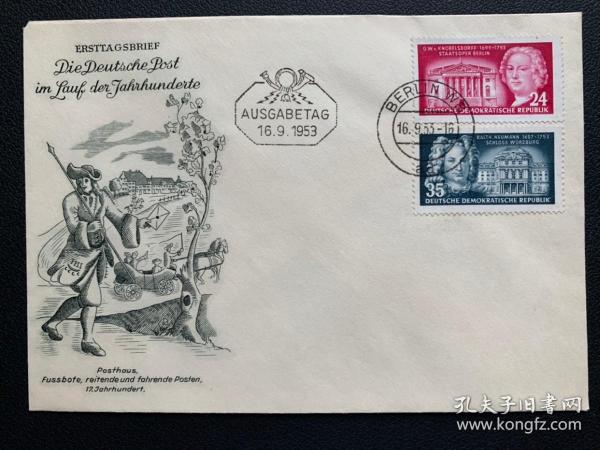 ERSTTAGSBRIEF
Die Deutsche Post
im Lauf der Jahrhunderte
AUSGABETAG
16.9.1953
BERLIN W
16.9.53-16
G.W.v. KNOBELSDORFF 1699-1753
STAATSOPER BERLIN
24
DEUTSCHE DEMOKRATISCHE REPUBLIK
BALTH. NEUMANN 1687-1753
SCHLOSS WÜRZBURG
35
DEUTSCHE DEMOKRATISCHE REPUBLIK
Posthaus,
Fussbote, reitende und fahrende Posten,
17. Jahrhundert.
孔夫子旧书网
www.kongfz.com